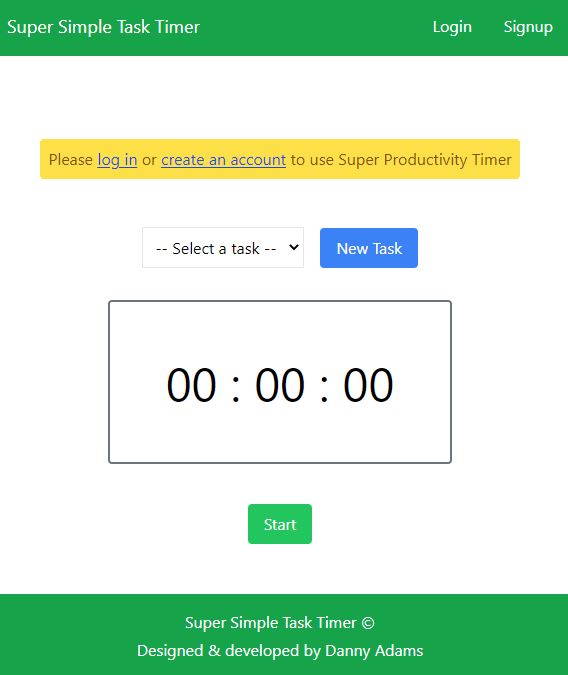 Super Simple Task Timer Login Signup
Please log in or create an account to use Super Productivity Timer
-- Select a task -- New Task
00 : 00 : 00
Start
Super Simple Task Timer ©
Designed & developed by Danny Adams